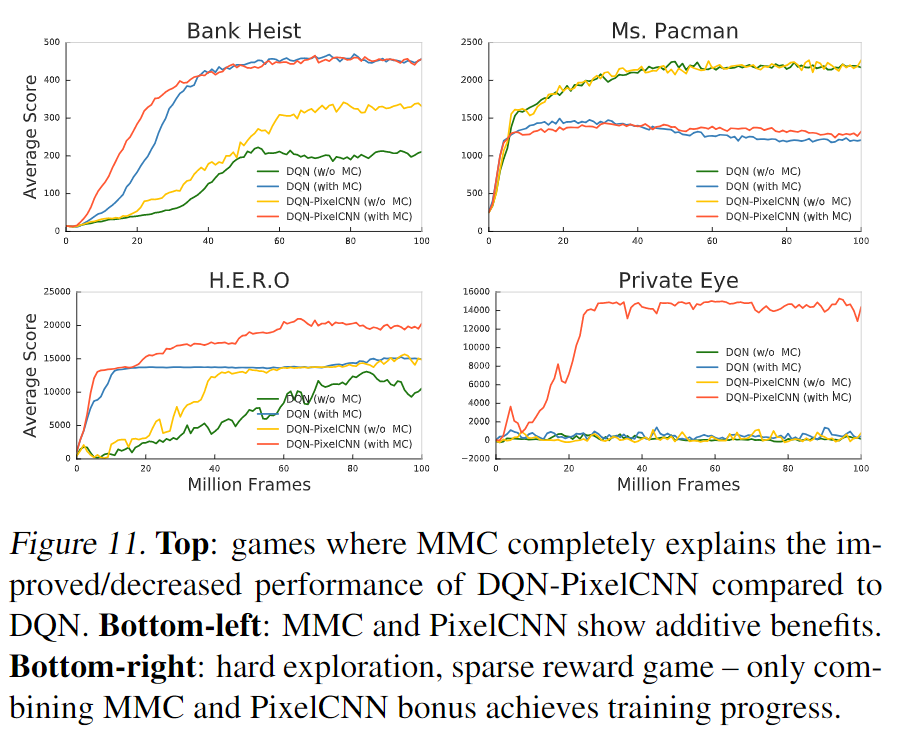 Bank Heist
500
400
300
200
100
0
0 20 40 60 80 100
Average Score
DQN (w/o MC)
DQN (with MC)
DQN-PixelCNN (w/o MC)
DQN-PixelCNN (with MC)
Ms. Pacman
2500
2000
1500
1000
500
0
0 20 40 60 80 100
DQN (w/o MC)
DQN (with MC)
DQN-PixelCNN (w/o MC)
DQN-PixelCNN (with MC)
H.E.R.O
25000
20000
15000
10000
5000
0
0 20 40 60 80 100
Average Score
Million Frames
DQN (w/o MC)
DQN (with MC)
DQN-PixelCNN (w/o MC)
DQN-PixelCNN (with MC)
Private Eye
16000
14000
12000
10000
8000
6000
4000
2000
0
−2000
0 20 40 60 80 100
Million Frames
DQN (w/o MC)
DQN (with MC)
DQN-PixelCNN (w/o MC)
DQN-PixelCNN (with MC)
Figure 11. Top: games where MMC completely explains the im-
proved/decreased performance of DQN-PixelCNN compared to
DQN. Bottom-left: MMC and PixelCNN show additive benefits.
Bottom-right: hard exploration, sparse reward game – only com-
bining MMC and PixelCNN bonus achieves training progress.